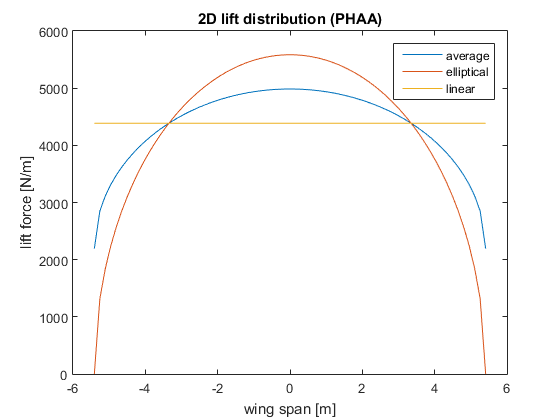 2D lift distribution (PHAA)
6000
5000
4000
3000
2000
1000
0
lift force [N/m]
average
elliptical
linear
-6
-4
-2
0
2
4
6
wing span [m]